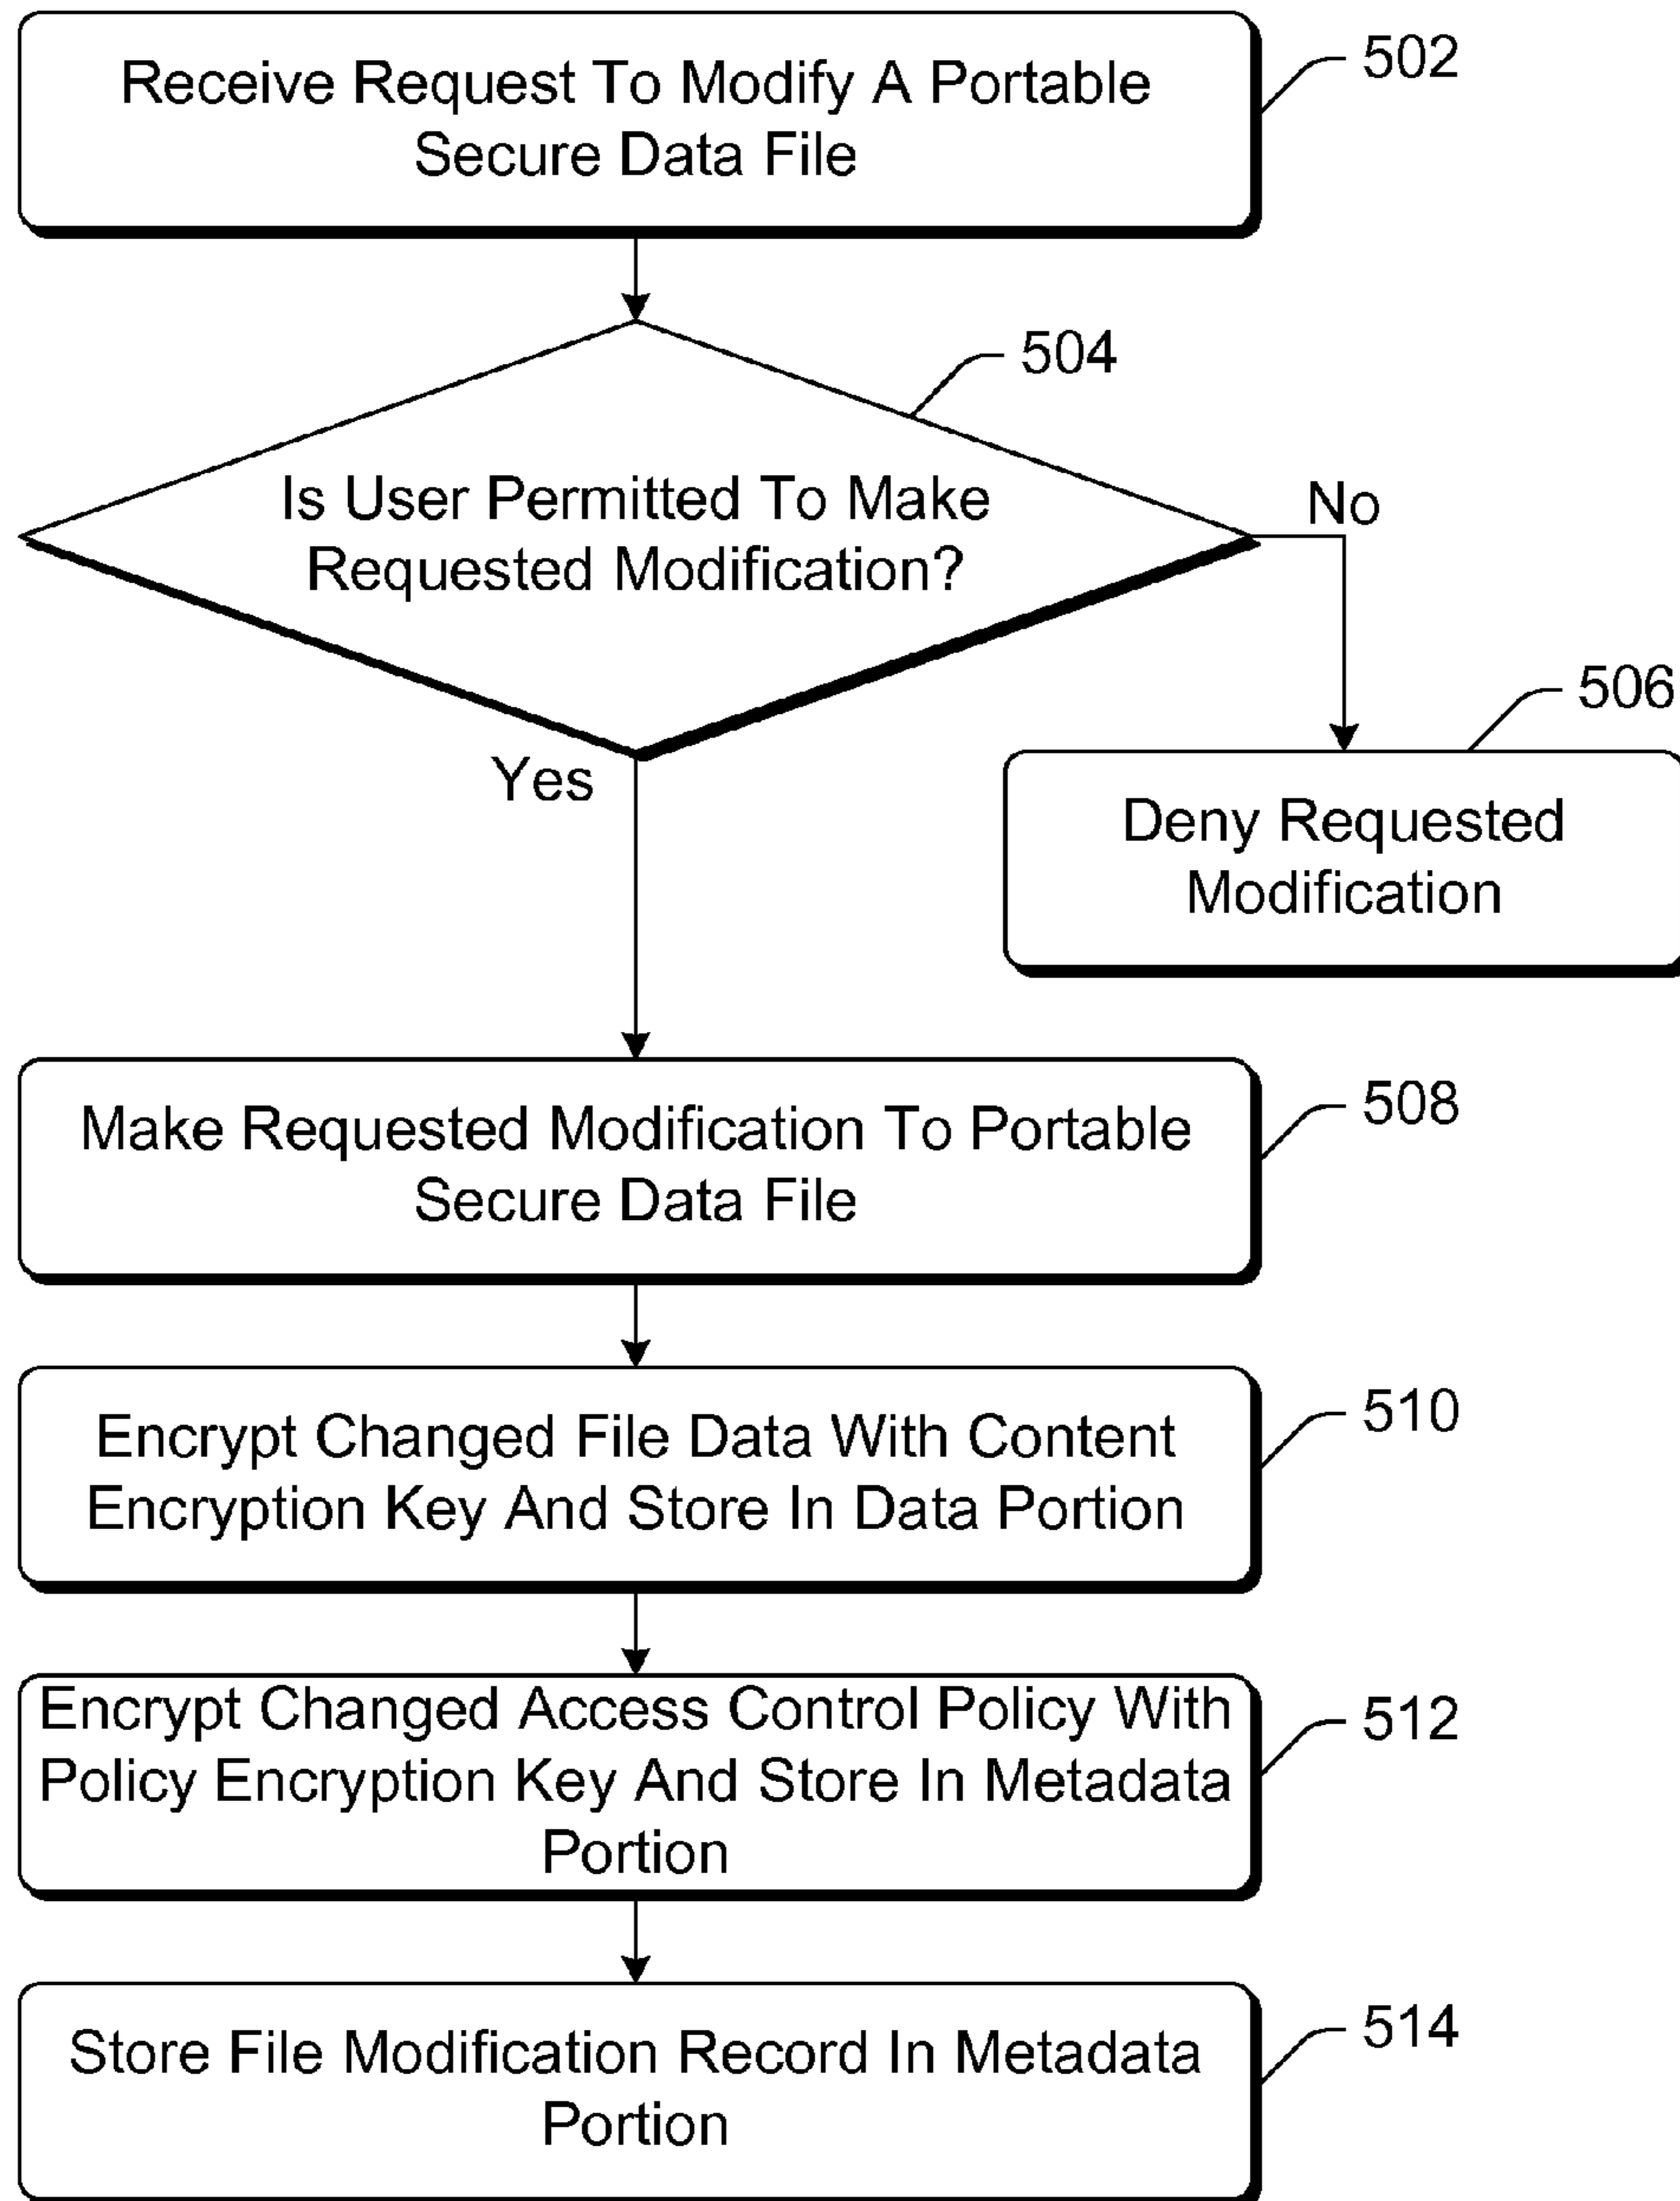 Receive Request To Modify A Portable
Secure Data File
502
504
Is User Permitted To Make
Requested Modification?
No
506
Yes
Deny Requested
Modification
Make Requested Modification To Portable
Secure Data File
508
Encrypt Changed File Data With Content
Encryption Key And Store In Data Portion
510
Encrypt Changed Access Control Policy With
Policy Encryption Key And Store In Metadata
Portion
512
Store File Modification Record In Metadata
Portion
514